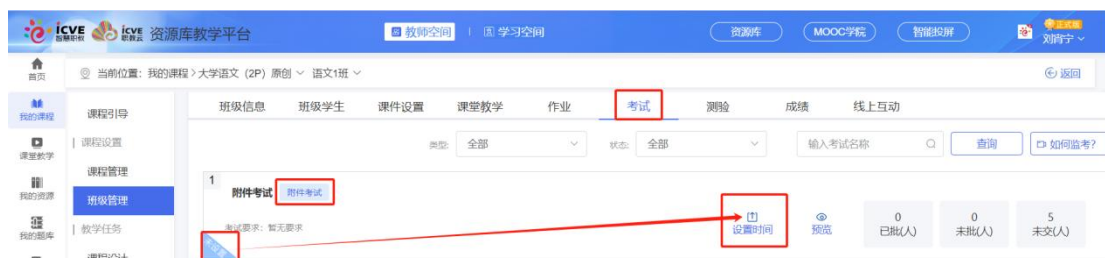 icve 智慧职教 icve 职教云 资源库教学平台 教师空间 学习空间 资源库 MOOC学院 智能投屏 正式版 刘肖宁
首页 当前位置：我的课程>大学语文（2P）原创 语文1班 返回
我的课程 课程引导 班级信息 班级学生 课件设置 课堂教学 作业 考试 测验 成绩 线上互动
课堂教学 课程设置 类型: 全部 状态: 全部 输入考试名称 查询 如何监考?
我的资源 课程管理 1 附件考试 附件考试
班级管理
我的题库 教学任务 考试要求：暂无要求 设置时间 预览 0 已批(人) 0 未批(人) 5 未交(人)
课程设计 未设置